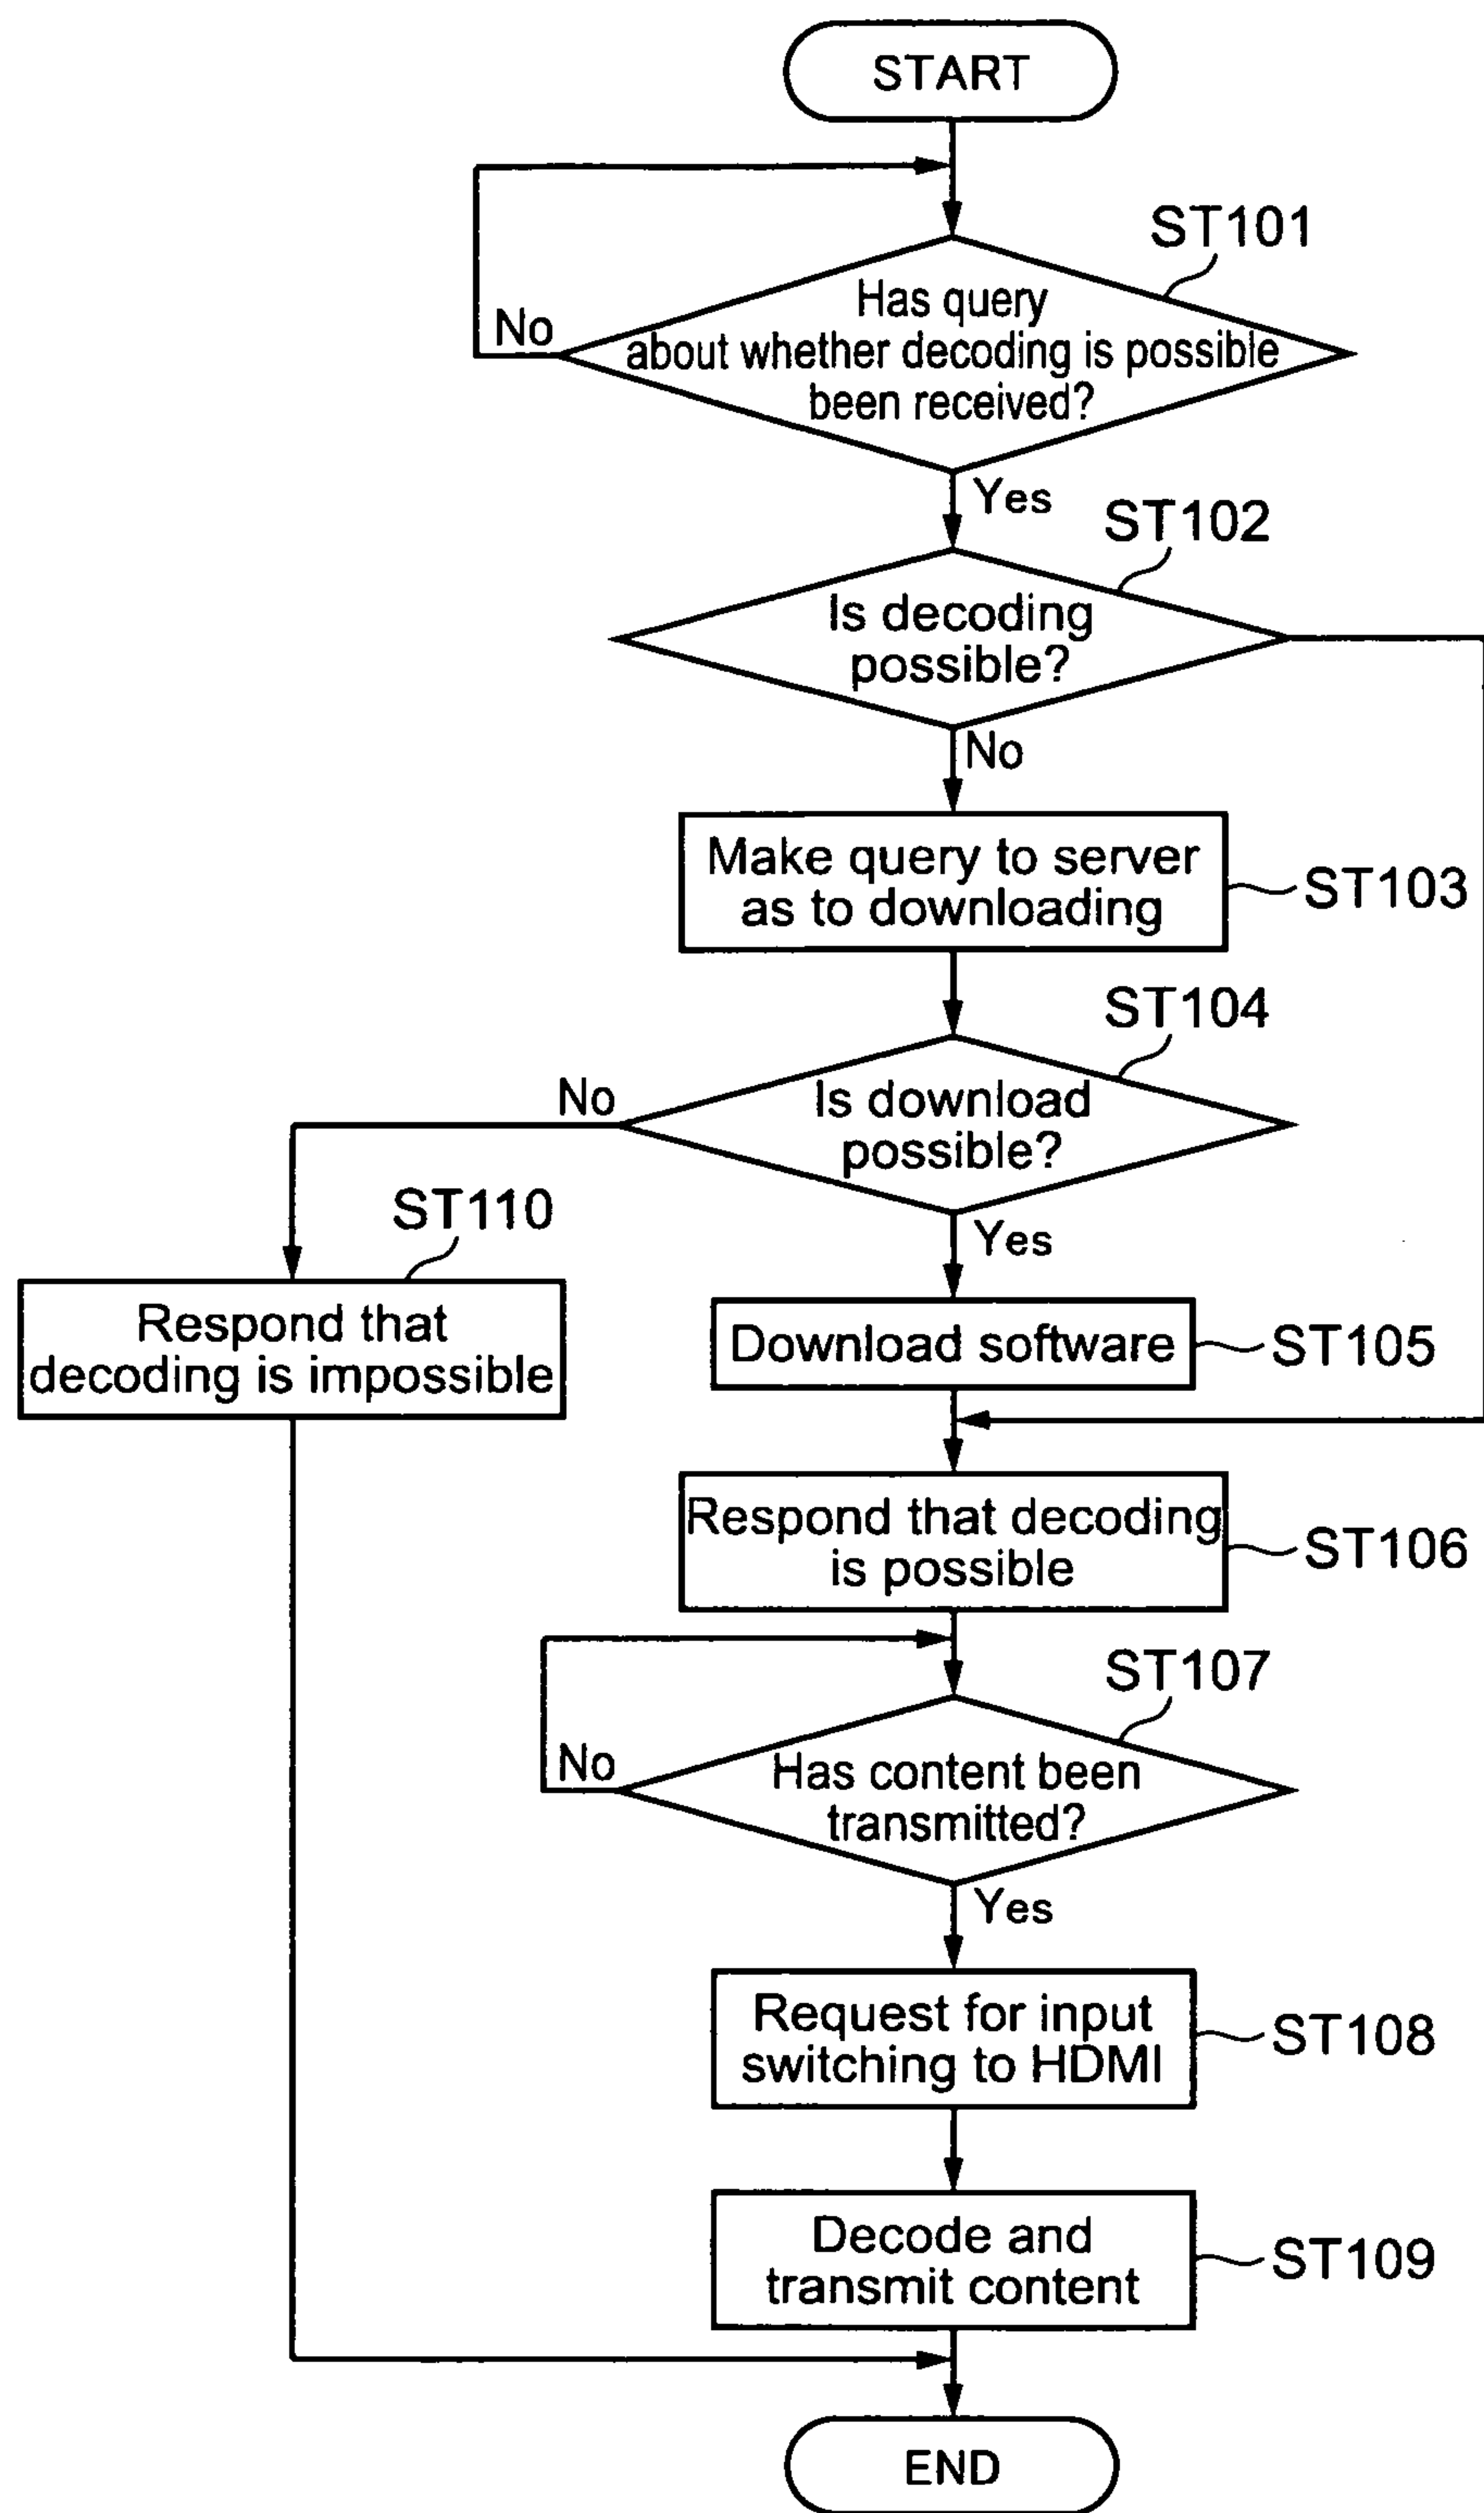 START
ST101
Has query
about whether decoding is possible
been received?
No
Yes
ST102
Is decoding
possible?
No
Make query to server
as to downloading
ST103
ST104
Is download
possible?
No
Yes
ST110
Respond that
decoding is impossible
Download software
ST105
Respond that decoding
is possible
ST106
ST107
Has content been
transmitted?
No
Yes
Request for input
switching to HDMI
ST108
Decode and
transmit content
ST109
END